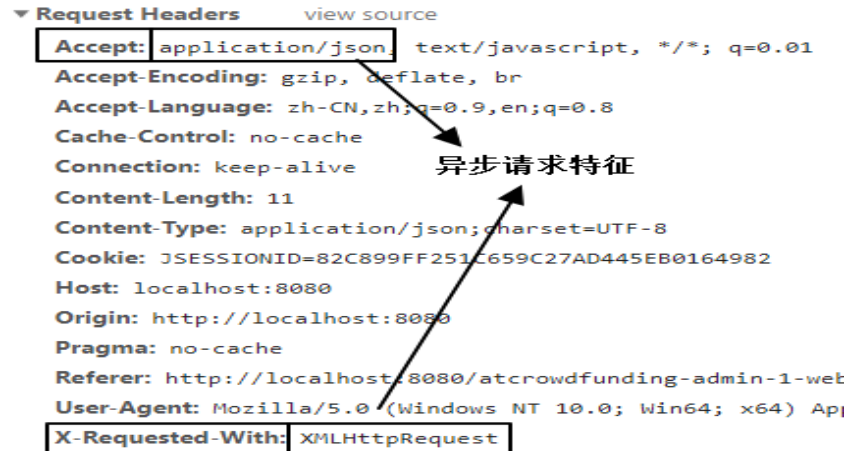 Request Headers view source
Accept: application/json, text/javascript, */*; q=0.01
Accept-Encoding: gzip, deflate, br
Accept-Language: zh-CN,zh;q=0.9,en;q=0.8
Cache-Control: no-cache
Connection: keep-alive
异步请求特征
Content-Length: 11
Content-Type: application/json;charset=UTF-8
Cookie: JSESSIONID=82C899FF251C659C27AD445EB0164982
Host: localhost:8080
Origin: http://localhost:8080
Pragma: no-cache
Referer: http://localhost:8080/atcrowdfunding-admin-1-web
User-Agent: Mozilla/5.0 (Windows NT 10.0; Win64; x64) App
X-Requested-With: XMLHttpRequest